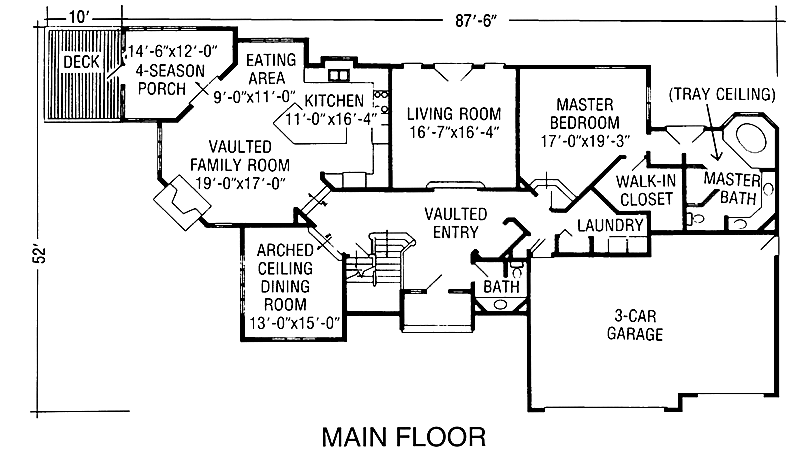 10'
87'-6"
DECK
14'-6"x12'-0"
4-SEASON
PORCH
EATING
AREA
9'-0"x11'-0"
KITCHEN
11'-0"x16'-4"
LIVING ROOM
16'-7"x16'-4"
MASTER
BEDROOM
17'-0"x19'-3"
(TRAY CEILING)
VAULTED
FAMILY ROOM
19'-0"x17'-0"
WALK-IN
CLOSET
MASTER
BATH
VAULTED
ENTRY
LAUNDRY
52'
ARCHED
CEILING
DINING
ROOM
13'-0"x15'-0"
BATH
3-CAR
GARAGE
MAIN FLOOR